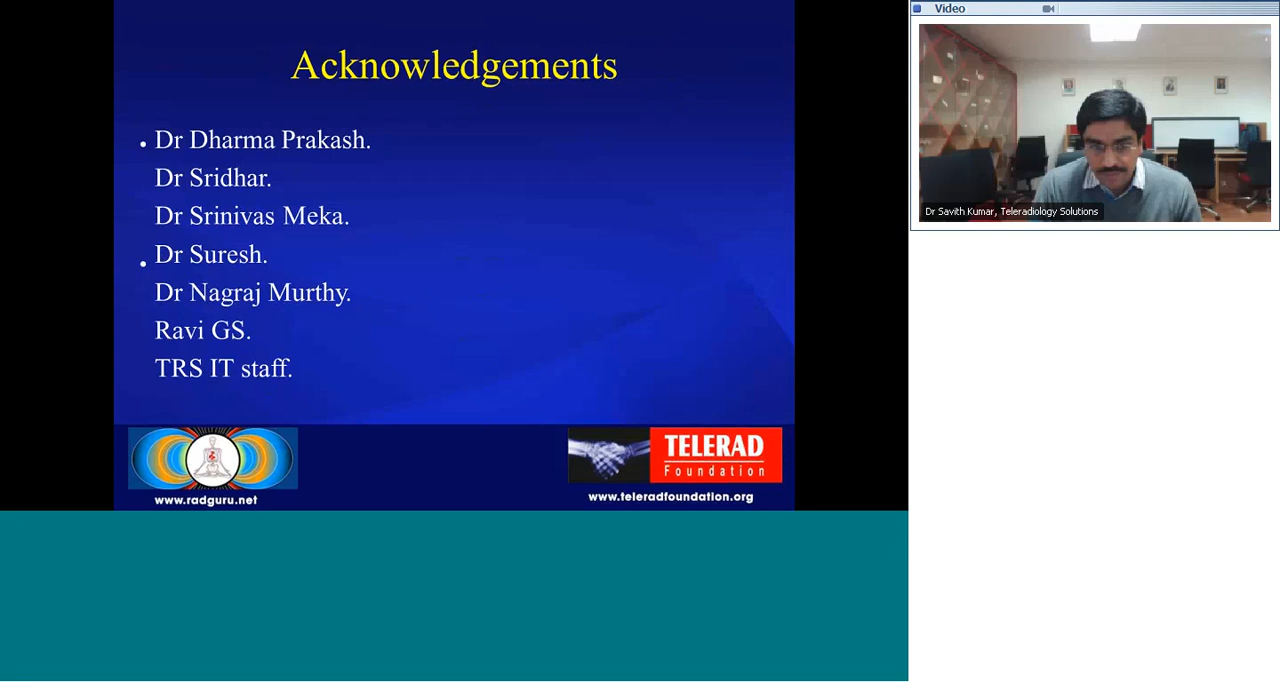 Acknowledgements
• Dr Dharma Prakash.
Dr Sridhar.
Dr Srinivas Meka.
• Dr Suresh.
Dr Nagraj Murthy.
Ravi GS.
TRS IT staff.
www.radguru.net
TELERAD
Foundation
www.teleradfoundation.org
Video
Dr Savith Kumar, Teleradiology Solutions